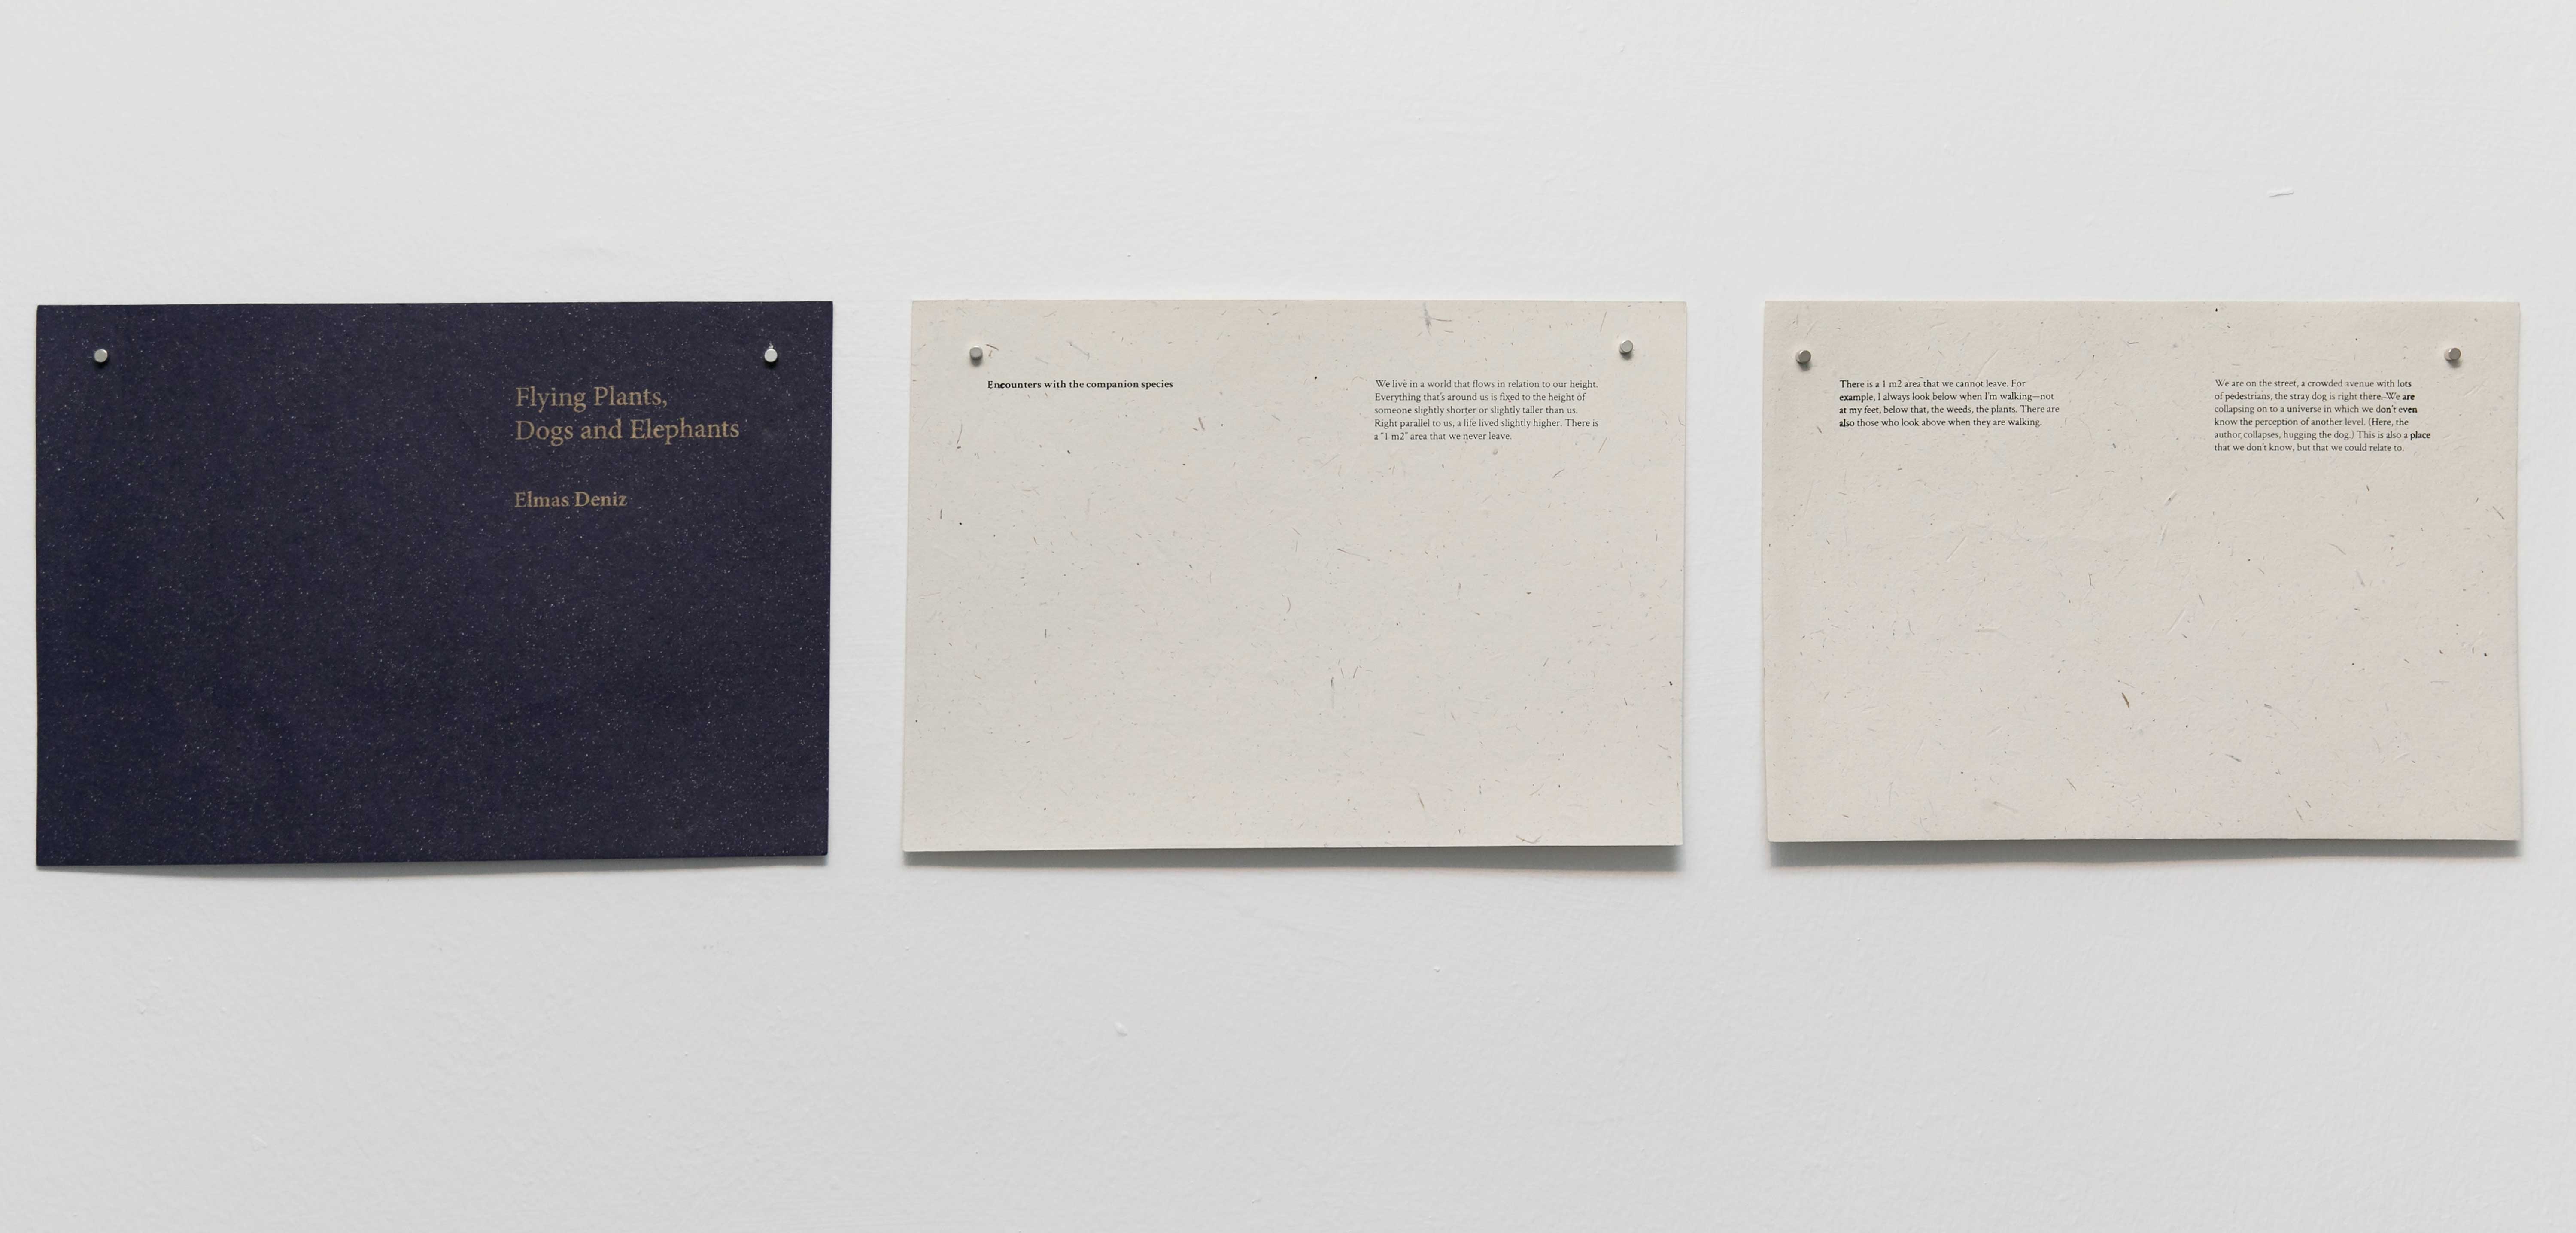 Flying Plants,
Dogs and Elephants
Elmas Deniz
Encounters with the companion species
We live in a world that flows in relation to our height.
Everything that's around us is fixed to the height of
someone slightly shorter or slightly taller than us.
Right parallel to us, a life lived slightly higher. There is
a "1 m2" area that we never leave.
There is a 1 m2 area that we cannot leave. For
example, I always look below when I'm walking—not
at my feet, below that, the weeds, the plants. There are
also those who look above when they are walking.
We are on the street, a crowded avenue with lots
of pedestrians, the stray dog is right there. We are
collapsing on to a universe in which we don't even
know the perception of another level. (Here, the
author collapses, hugging the dog.) This is also a place
that we don't know, but that we could relate to.